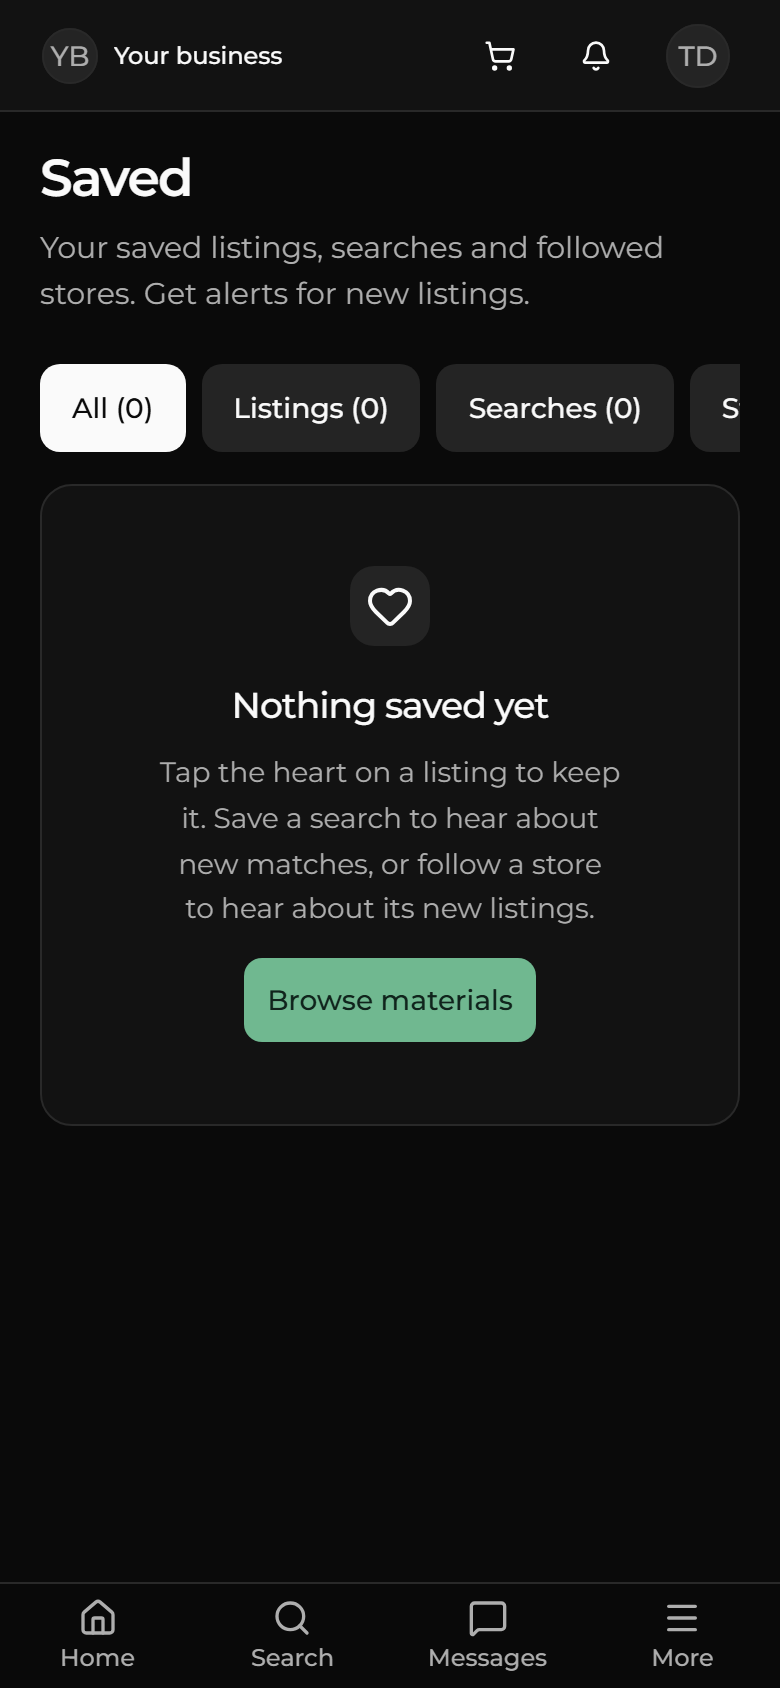 YB Your business TD
Saved
Your saved listings, searches and followed
stores. Get alerts for new listings.
All (0) Listings (0) Searches (0)
Nothing saved yet
Tap the heart on a listing to keep
it. Save a search to hear about
new matches, or follow a store
to hear about its new listings.
Browse materials
Home Search Messages More